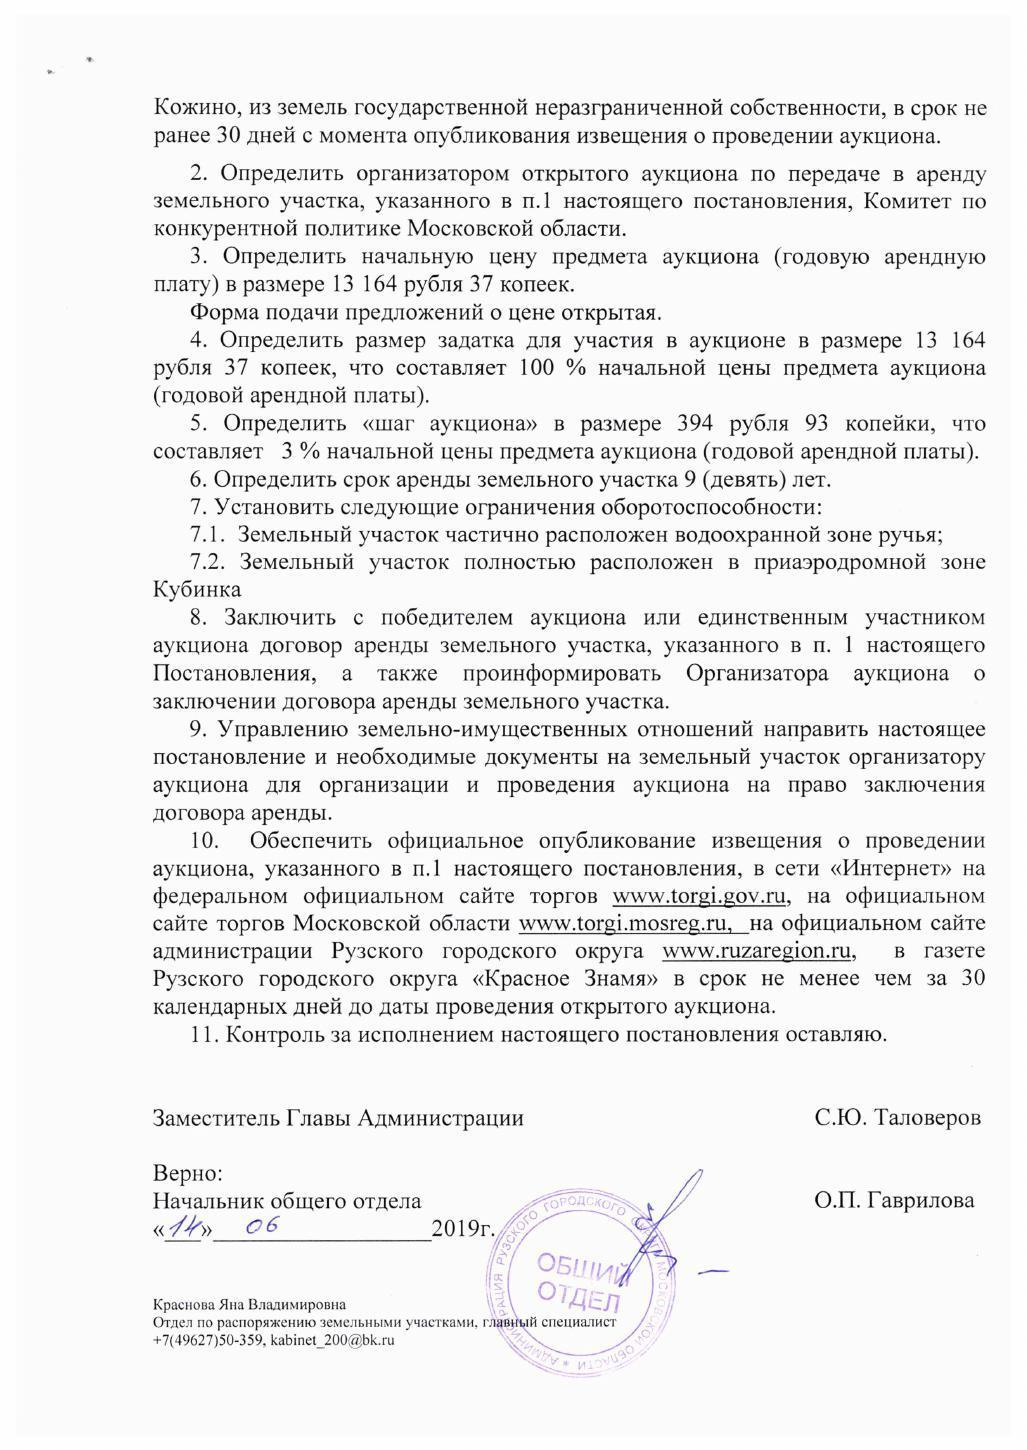 Кожино, из земель государственной неразграниченной собственности, в срок не
ранее 30 дней с момента опубликования извещения о проведении аукциона.
2. Определить организатором открытого аукциона по передаче в аренду
земельного участка, указанного в п.1 настоящего постановления, Комитет по
конкурентной политике Московской области.
3. Определить начальную цену предмета аукциона (годовую арендную
плату) в размере 13 164 рубля 37 копеек.
Форма подачи предложений о цене открытая.
4. Определить размер задатка для участия в аукционе в размере 13 164
рубля 37 копеек, что составляет 100 % начальной цены предмета аукциона
(годовой арендной платы).
5. Определить «шаг аукциона» в размере 394 рубля 93 копейки, что
составляет 3 % начальной цены предмета аукциона (годовой арендной платы).
6. Определить срок аренды земельного участка 9 (девять) лет.
7. Установить следующие ограничения оборотоспособности:
7.1. Земельный участок частично расположен водоохранной зоне ручья;
7.2. Земельный участок полностью расположен в приаэродромной зоне
Кубинка
8. Заключить с победителем аукциона или единственным участником
аукциона договор аренды земельного участка, указанного в п. 1 настоящего
Постановления, а также проинформировать Организатора аукциона о
заключении договора аренды земельного участка.
9. Управлению земельно-имущественных отношений направить настоящее
постановление и необходимые документы на земельный участок организатору
аукциона для организации и проведения аукциона на право заключения
договора аренды.
10. Обеспечить официальное опубликование извещения о проведении
аукциона, указанного в п.1 настоящего постановления, в сети «Интернет» на
федеральном официальном сайте торгов www.torgi.gov.ru, на официальном
сайте торгов Московской области www.torgi.mosreg.ru, на официальном сайте
администрации Рузского городского округа www.ruzaregion.ru, в газете
Рузского городского округа «Красное Знамя» в срок не менее чем за 30
календарных дней до даты проведения открытого аукциона.
11. Контроль за исполнением настоящего постановления оставляю.
Заместитель Главы Администрации С.Ю. Таловеров
Верно:
Начальник общего отдела О.П. Гаврилова
«14» 06 2019г.
АДМИНИСТРАЦИЯ РУЗСКОГО ГОРОДСКОГО ОКРУГА МОСКОВСКОЙ ОБЛАСТИ *
ОБЩИЙ
ОТДЕЛ
Краснова Яна Владимировна
Отдел по распоряжению земельными участками, главный специалист
+7(49627)50-359, kabinet_200@bk.ru